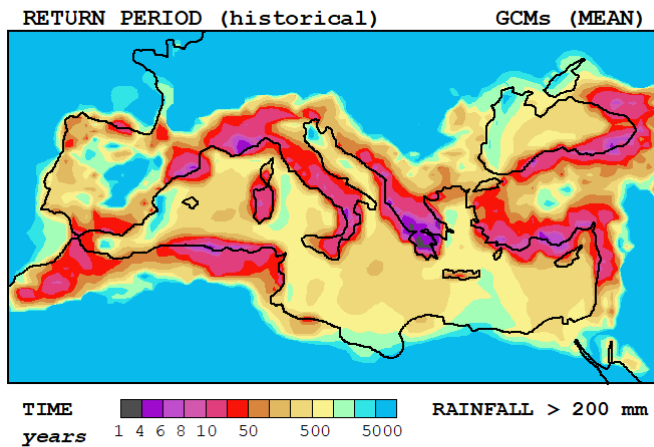 RETURN PERIOD (historical) GCMs (MEAN)
TIME RAINFALL > 200 mm
years 1 4 6 8 10 50 500 5000